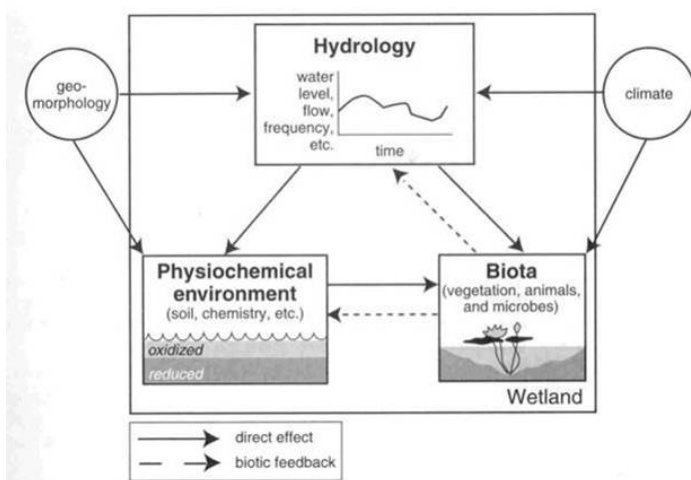 Hydrology
water
level,
flow,
frequency,
etc.
time
geo-
morphology
climate
Physiochemical
environment
(soil, chemistry, etc.)
oxidized
reduced
Biota
(vegetation, animals,
and microbes)
Wetland
direct effect
biotic feedback